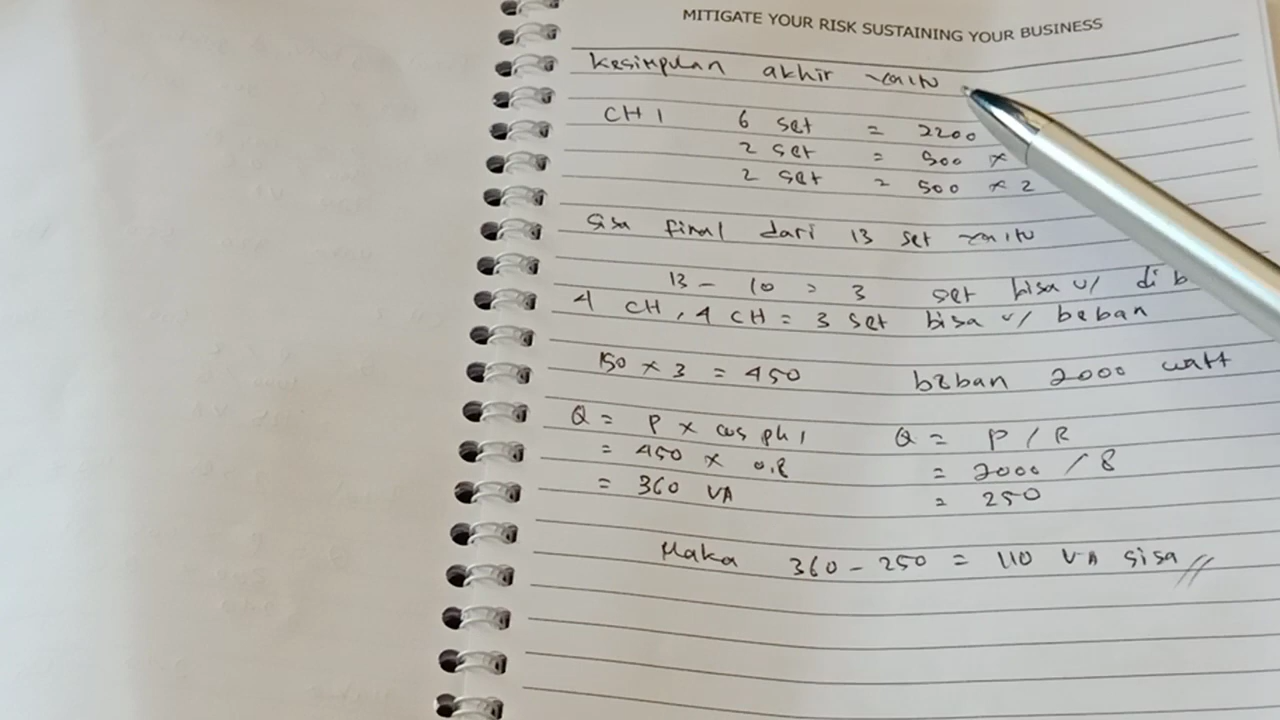 MITIGATE YOUR RISK SUSTAINING YOUR BUSINESS
Kesimpulan akhir yaitu
CH 1 6 set = 2200
2 set = 500 x
2 set = 500 x 2
Sisa final dari 13 set yaitu
13 - 10 = 3 set bisa u/ di b
4 CH, 4 CH = 3 set bisa u/ beban
150 x 3 = 450 beban 2000 watt
Q = P x cos phi Q = P / R
= 450 x 0.8 = 2000 / 8
= 360 VA = 250
Maka 360 - 250 = 110 VA sisa //